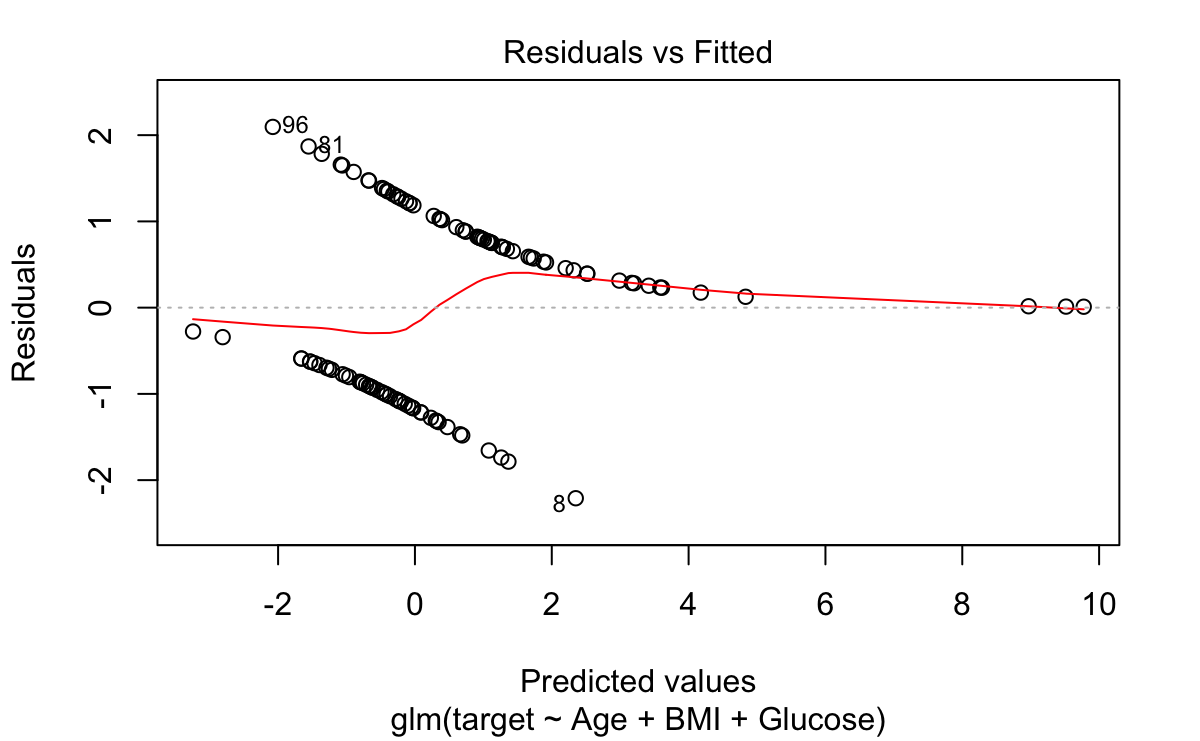 Residuals vs Fitted
Residuals
2
1
0
-1
-2
96
81
8
-2 0 2 4 6 8 10
Predicted values
glm(target ~ Age + BMI + Glucose)